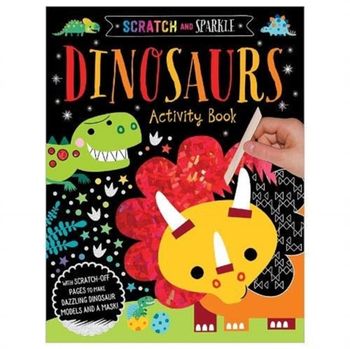 SCRATCH AND SPARKLE
DINOSAURS
Activity Book
WITH SCRATCH-OFF
PAGES TO MAKE
DAZZLING DINOSAUR
MODELS AND A MASK!